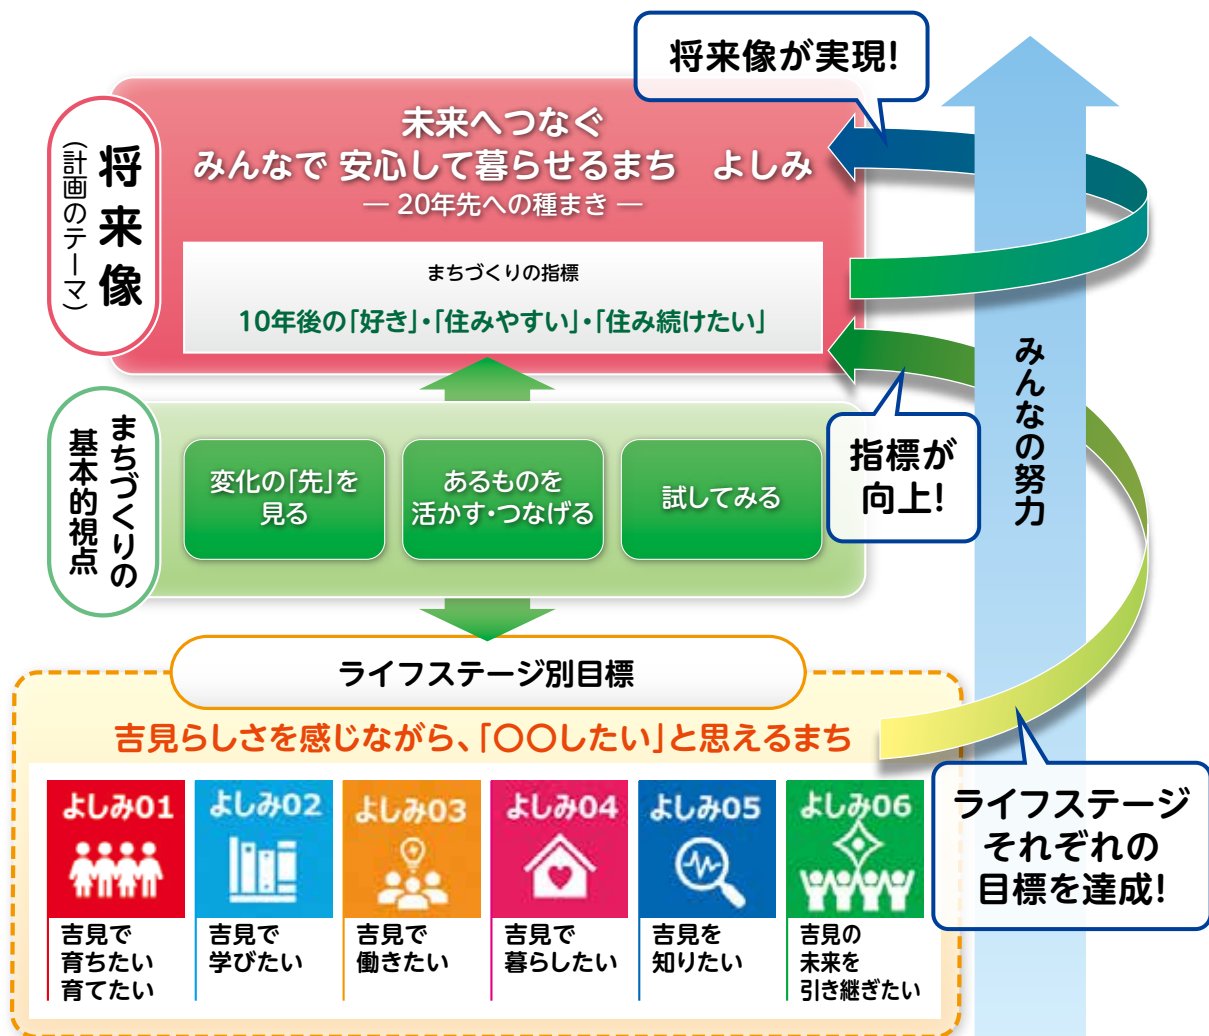 将来像が実現!
将来像
(計画のテーマ)
未来へつなぐ
みんなで 安心して暮らせるまち　よしみ
― 20年先への種まき ―
まちづくりの指標
10年後の「好き」・「住みやすい」・「住み続けたい」
みんなの努力
指標が
向上!
まちづくりの
基本的視点
変化の「先」を
見る
あるものを
活かす・つなげる
試してみる
ライフステージ別目標
吉見らしさを感じながら、「〇〇したい」と思えるまち
ライフステージ
それぞれの
目標を達成!
よしみ01
吉見で
育ちたい
育てたい
よしみ02
吉見で
学びたい
よしみ03
吉見で
働きたい
よしみ04
吉見で
暮らしたい
よしみ05
吉見を
知りたい
よしみ06
吉見の
未来を
引き継ぎたい